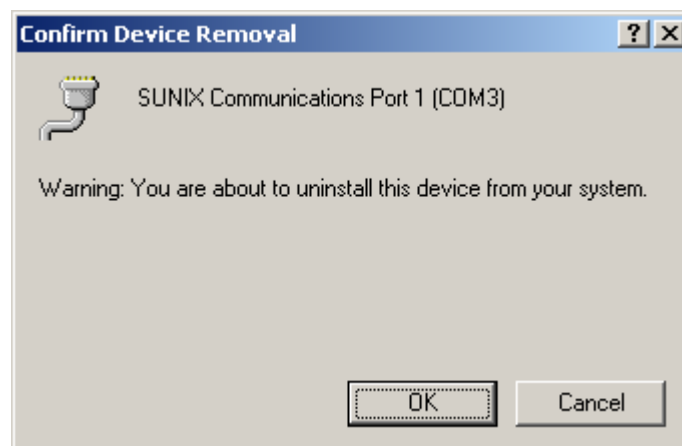 Confirm Device Removal
SUNIX Communications Port 1 (COM3)
Warning: You are about to uninstall this device from your system.
OK
Cancel